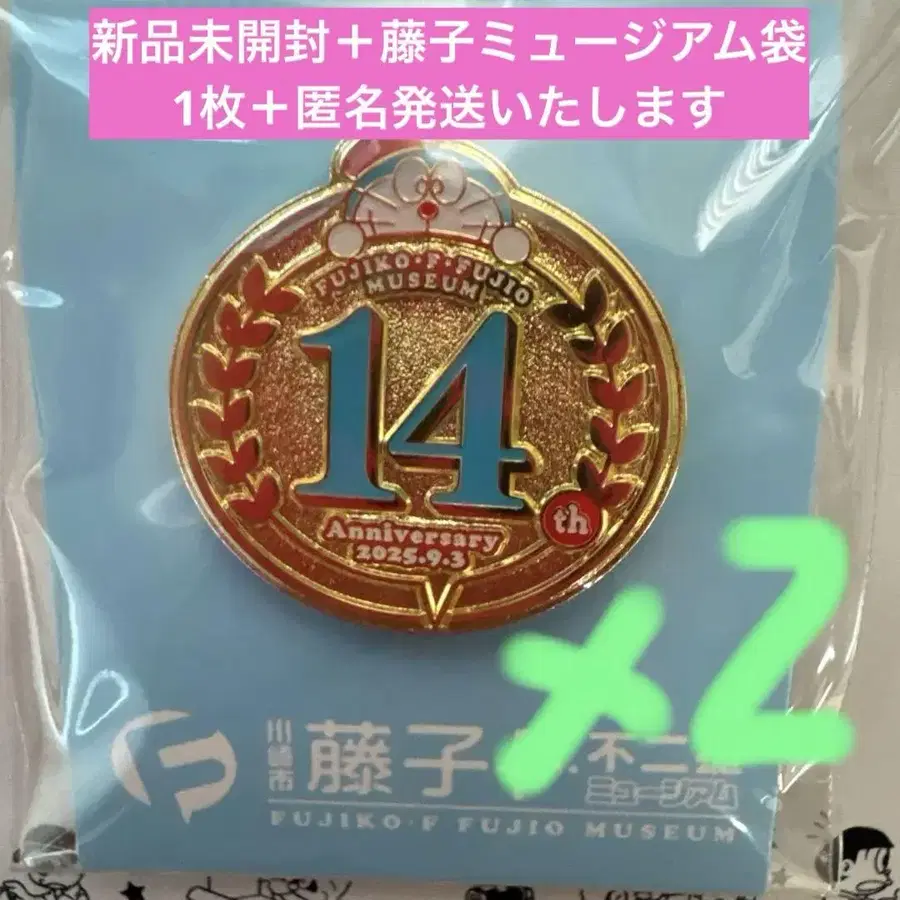 新品未開封＋藤子ミュージアム袋
1枚＋匿名発送いたします
FUJIKO・F・FUJIO
MUSEUM
14
th
Anniversary
2025.9.3
×2
川崎市
藤子 不二
ミュージアム
FUJIKO・F FUJIO MUSEUM